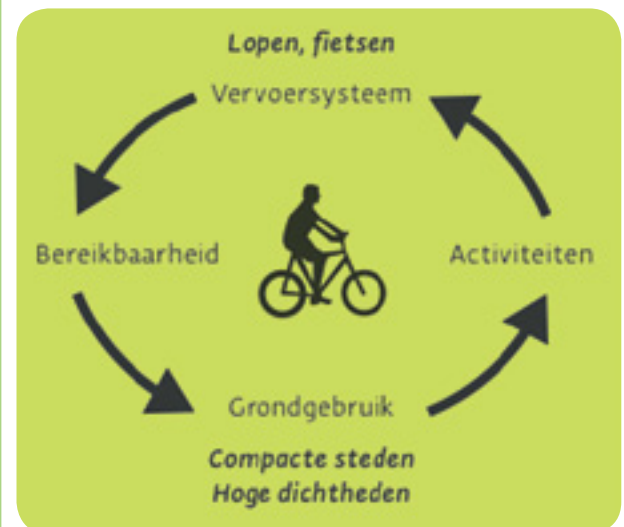 Lopen, fietsen
Vervoersysteem
Bereikbaarheid
Activiteiten
Grondgebruik
Compacte steden
Hoge dichtheden